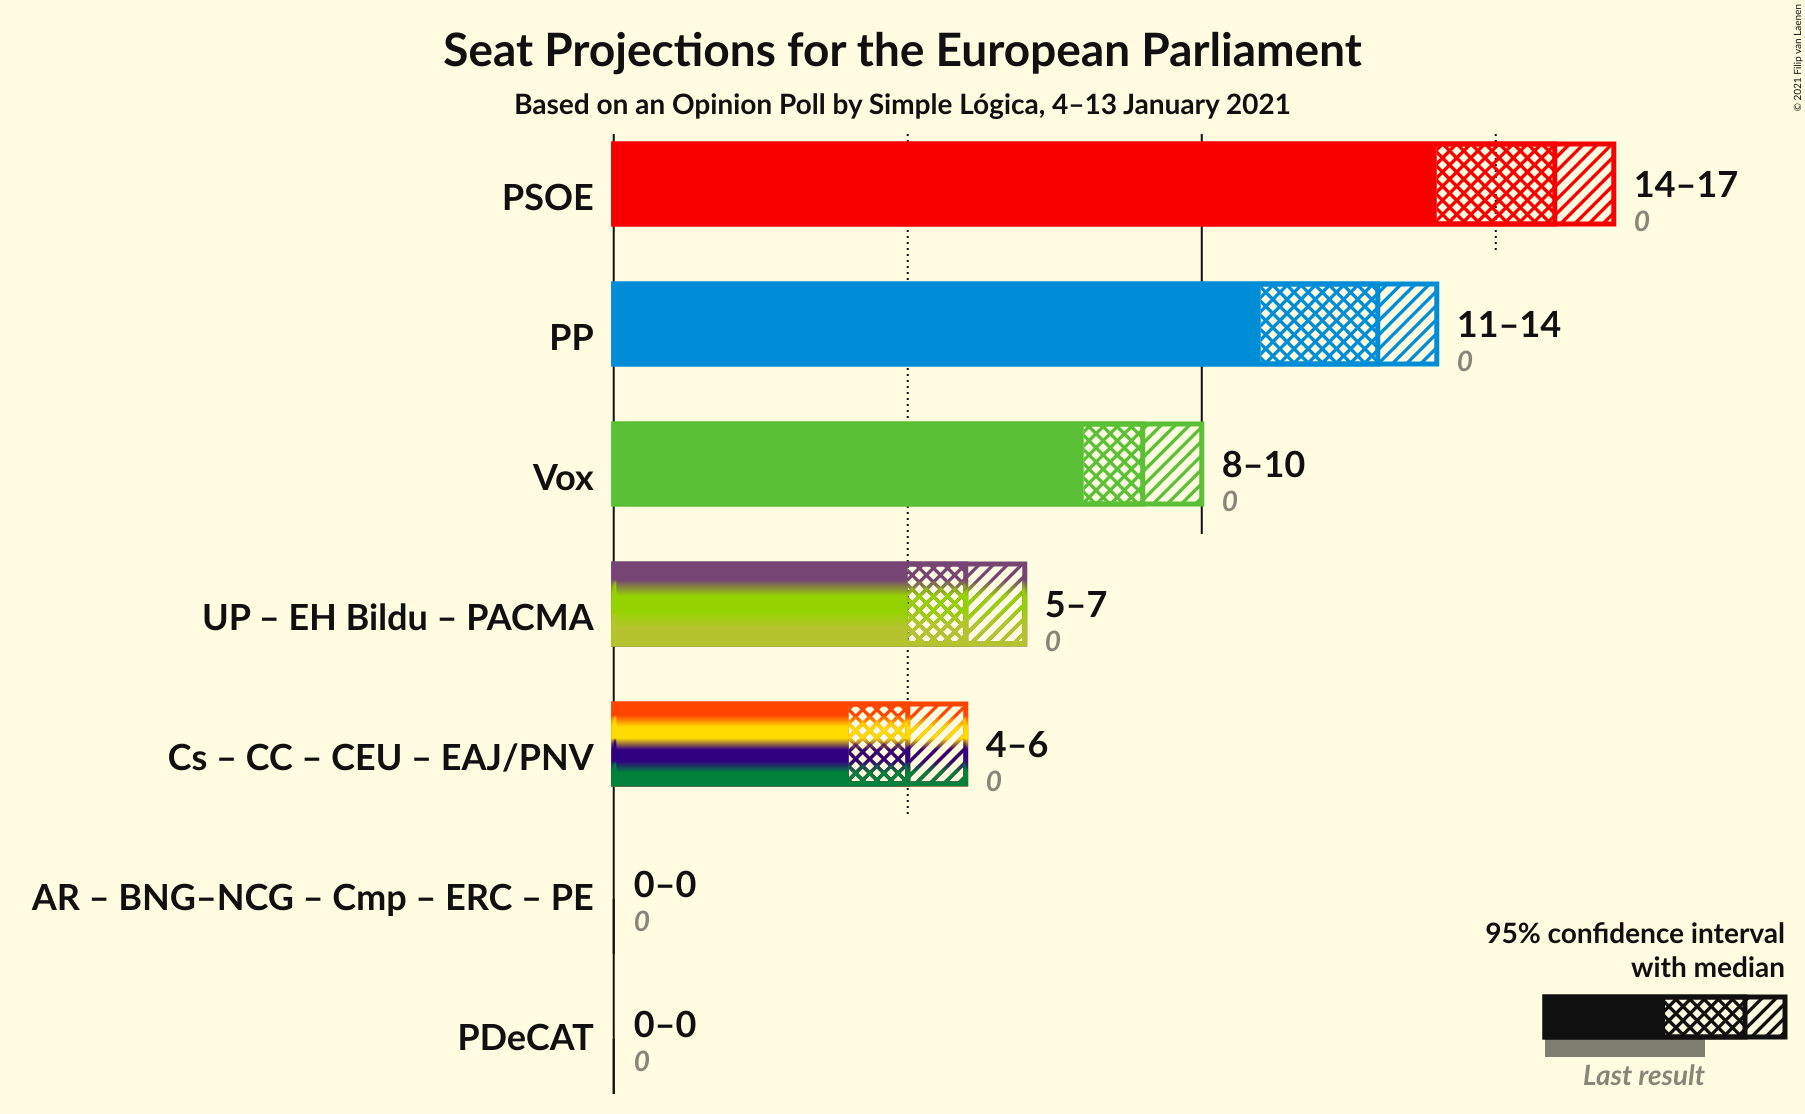 Seat Projections for the European Parliament
Based on an Opinion Poll by Simple Lógica, 4–13 January 2021
© 2021 Filip van Laenen
PSOE
14–17
0
PP
11–14
0
Vox
8–10
0
UP – EH Bildu – PACMA
5–7
0
Cs – CC – CEU – EAJ/PNV
4–6
0
AR – BNG–NCG – Cmp – ERC – PE
0–0
0
PDeCAT
0–0
0
95% confidence interval
with median
Last result